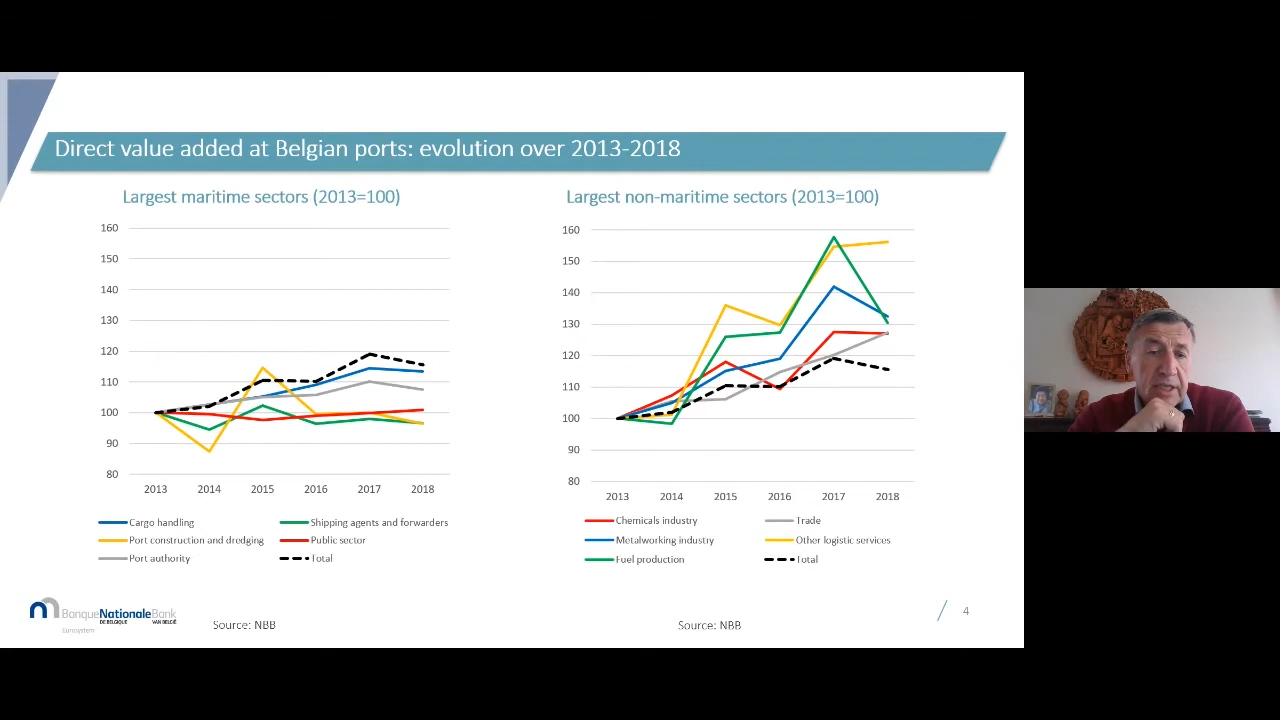 Direct value added at Belgian ports: evolution over 2013-2018
Largest maritime sectors (2013=100)
160
150
140
130
120
110
100
90
80
2013 2014 2015 2016 2017 2018
Cargo handling
Shipping agents and forwarders
Port construction and dredging
Public sector
Port authority
Total
Largest non-maritime sectors (2013=100)
160
150
140
130
120
110
100
90
80
2013 2014 2015 2016 2017 2018
Chemicals industry
Trade
Metalworking industry
Other logistic services
Fuel production
Total
BanqueNationaleBank
DE BELGIQUE VAN BELGIË
Eurosystem
Source: NBB
Source: NBB
4